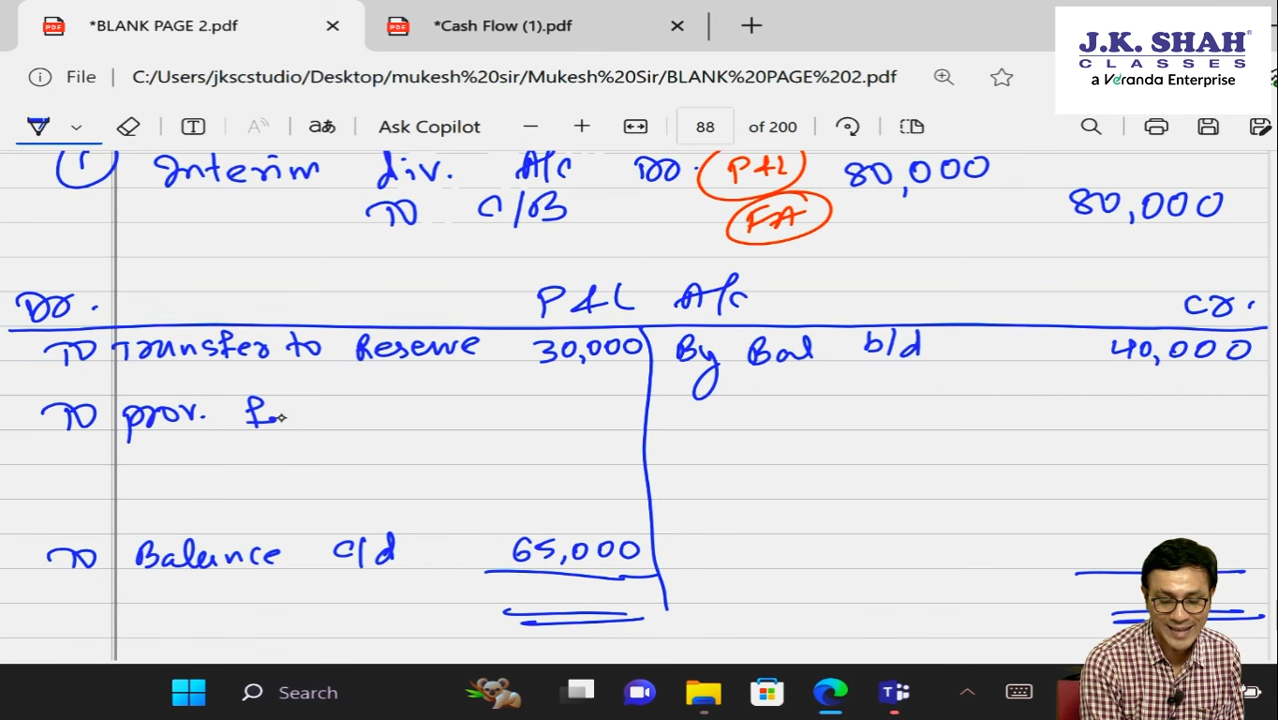 *BLANK PAGE 2.pdf
*Cash Flow (1).pdf
J.K. SHAH
CLASSES
a Veranda Enterprise
File C:/Users/jkscstudio/Desktop/mukesh%20sir/Mukesh%20Sir/BLANK%20PAGE%202.pdf
Ask Copilot 88 of 200
① Interim div. A/c Dr. P&L 80,000
To C/B FA 80,000
Dr. P&L A/c Cr.
To Transfer to Reserve 30,000 By Bal b/d 40,000
To prov. f
To Balance c/d 65,000
Search